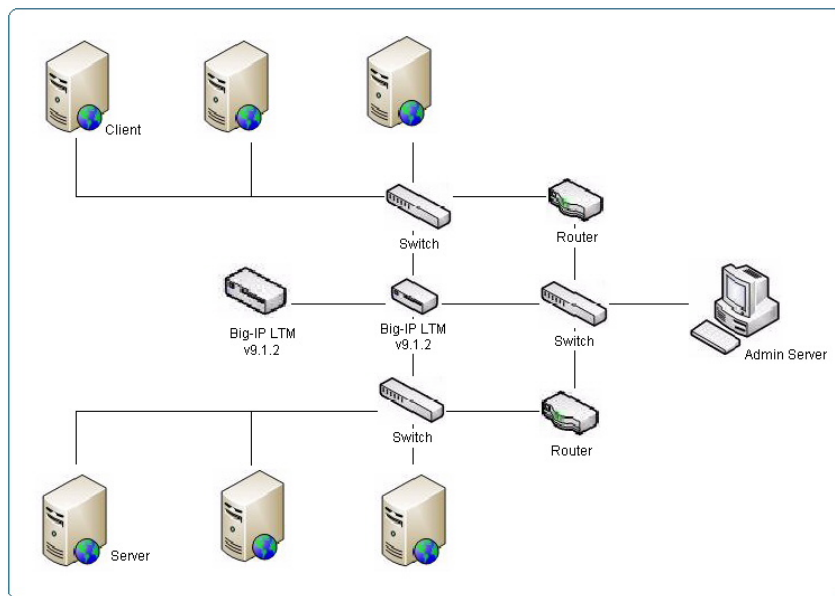 Client
Switch
Router
Big-IP LTM
v9.1.2
Big-IP LTM
v9.1.2
Switch
Admin Server
Switch
Router
Server